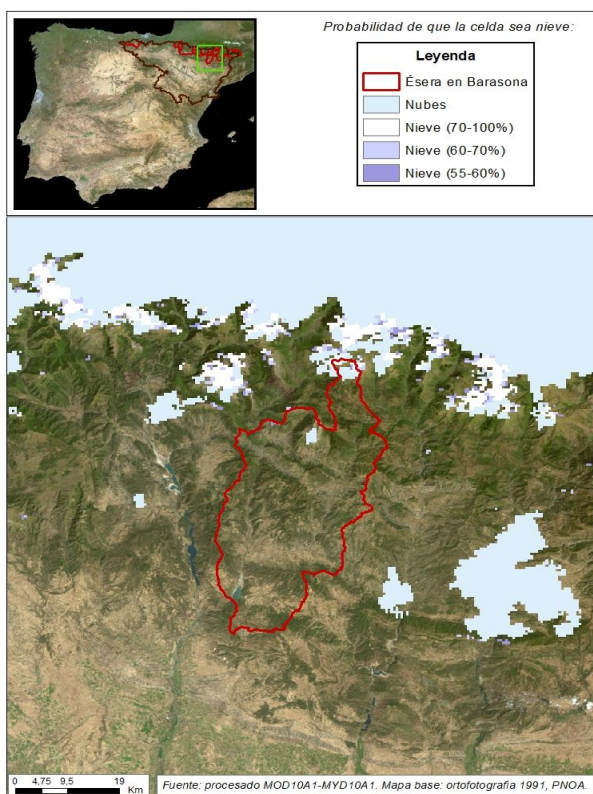 Probabilidad de que la celda sea nieve:
Leyenda
Ésera en Barasona
Nubes
Nieve (70-100%)
Nieve (60-70%)
Nieve (55-60%)
0 4,75 9,5 19
Km
Fuente: procesado MOD10A1-MYD10A1. Mapa base: ortofotografia 1991, PNOA.